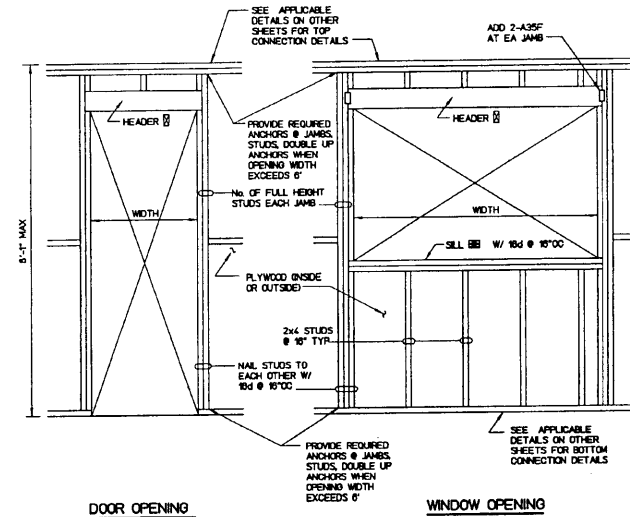 SEE APPLICABLE
DETAILS ON OTHER
SHEETS FOR TOP
CONNECTION DETAILS
ADD 2-A35F
AT EA JAMB
HEADER
HEADER
PROVIDE REQUIRED
ANCHORS @ JAMBS,
STUDS, DOUBLE UP
ANCHORS WHEN
OPENING WIDTH
EXCEEDS 6'
No. OF FULL HEIGHT
STUDS EACH JAMB
WIDTH
WIDTH
MAX
SILL W/ 16d @ 16"OC
PLYWOOD (INSIDE
OR OUTSIDE)
2x4 STUDS
@ 16" TYP
NAIL STUDS TO
EACH OTHER W/
16d @ 16"OC
SEE APPLICABLE
DETAILS ON OTHER
SHEETS FOR BOTTOM
CONNECTION DETAILS
PROVIDE REQUIRED
ANCHORS @ JAMBS,
STUDS, DOUBLE UP
ANCHORS WHEN
OPENING WIDTH
EXCEEDS 6'
DOOR OPENING
WINDOW OPENING